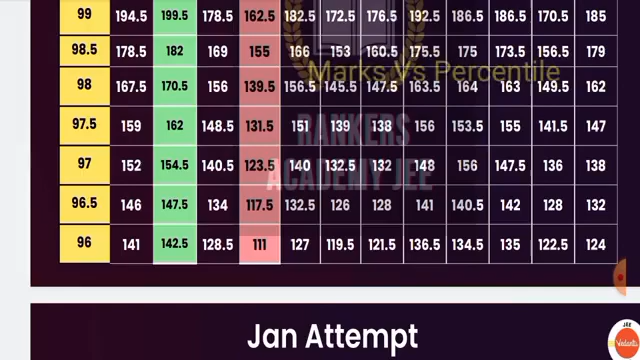 99 194.5 199.5 178.5 162.5 182.5 172.5 176.5 192.5 186.5 186.5 170.5 185
98.5 178.5 182 169 155 166 153 160.5 175.5 175 173.5 156.5 179
Marks Vs Percentile
98 167.5 170.5 156 139.5 156.5 145.5 147.5 163.5 164 163 149.5 162
97.5 159 162 148.5 131.5 151 139 138 156 153.5 155 141.5 147
RANKERS
97 152 154.5 140.5 123.5 140 132.5 132 148 156 147.5 136 138
ACADEMY JEE
96.5 146 147.5 134 117.5 132.5 126 128 141 140.5 142 128 132
96 141 142.5 128.5 111 127 119.5 121.5 136.5 134.5 135 122.5 124
Jan Attempt
JEE
Vedantu